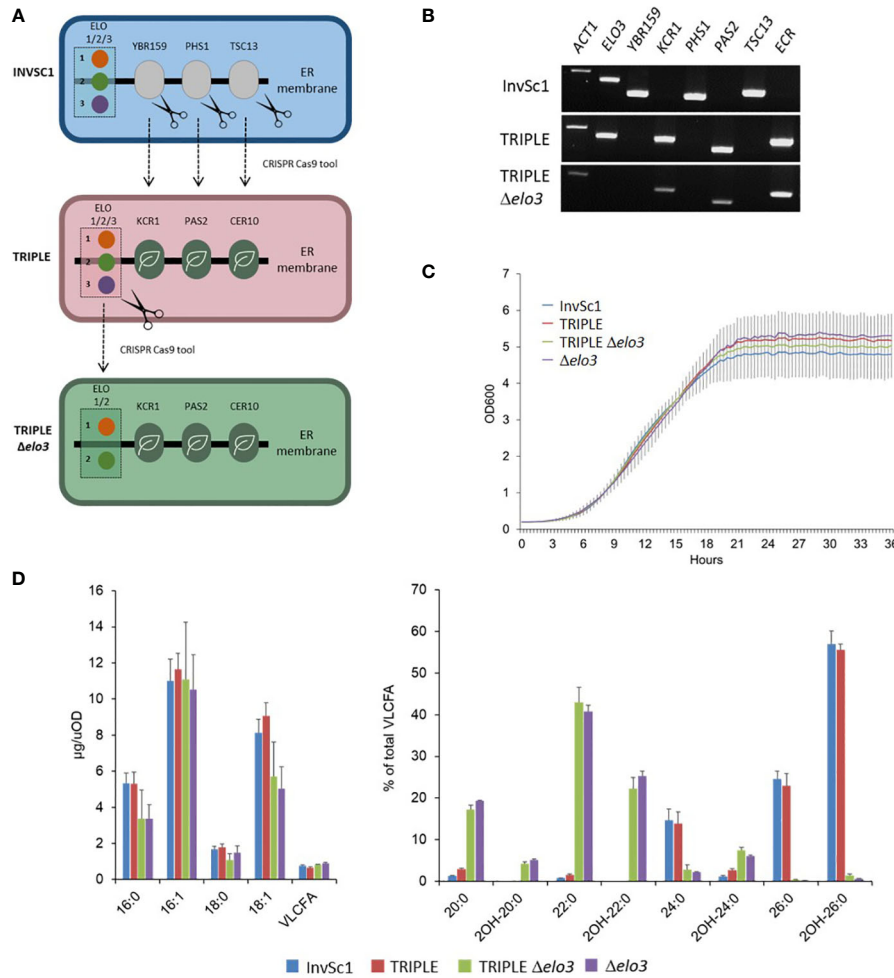 A
INVSC1
ELO
1/2/3
1
2
3
YBR159
PHS1
TSC13
ER
membrane
CRISPR Cas9 tool
TRIPLE
ELO
1/2/3
1
2
3
KCR1
PAS2
CER10
ER
membrane
CRISPR Cas9 tool
TRIPLE
Δelo3
ELO
1/2
1
2
KCR1
PAS2
CER10
ER
membrane
B
ACT1 ELO3 YBR159 KCR1 PHS1 PAS2 TSC13 ECR
InvSc1
TRIPLE
TRIPLE
Δelo3
C
7
6
5
4
3
2
1
0
OD600
InvSc1
TRIPLE
TRIPLE Δelo3
Δelo3
0 3 6 9 12 15 18 21 24 27 30 33 36
Hours
D
16
14
12
10
8
6
4
2
0
µg/uOD
16:0 16:1 18:0 18:1 VLCFA
70
60
50
40
30
20
10
0
% of total VLCFA
20:0 2OH-20:0 22:0 2OH-22:0 24:0 2OH-24:0 26:0 2OH-26:0
InvSc1 TRIPLE TRIPLE Δelo3 Δelo3